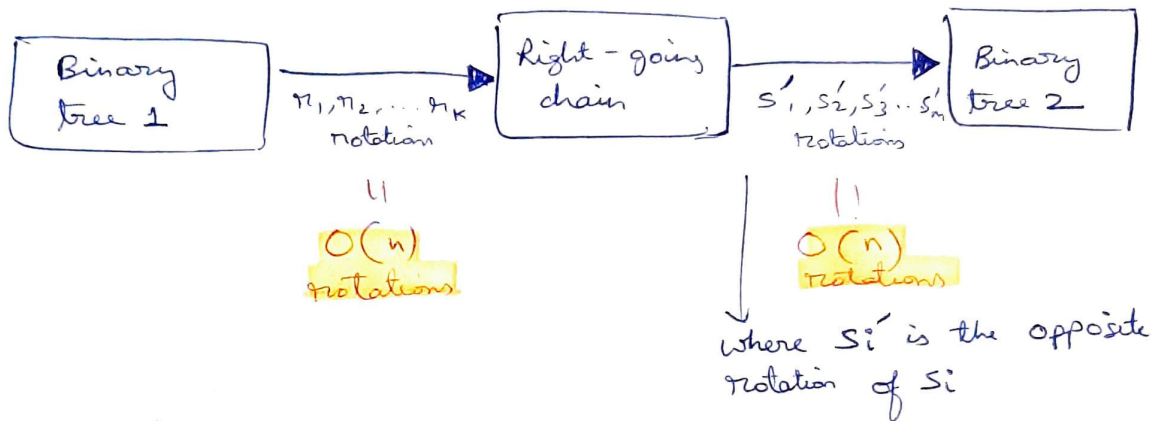 Binary
tree 1
r1, r2, ... rk
rotation
Right-going
chain
s'1, s'2, s'3.. s'm
rotations
Binary
tree 2
O(n)
rotations
O(n)
rotations
where si' is the opposite
rotation of si